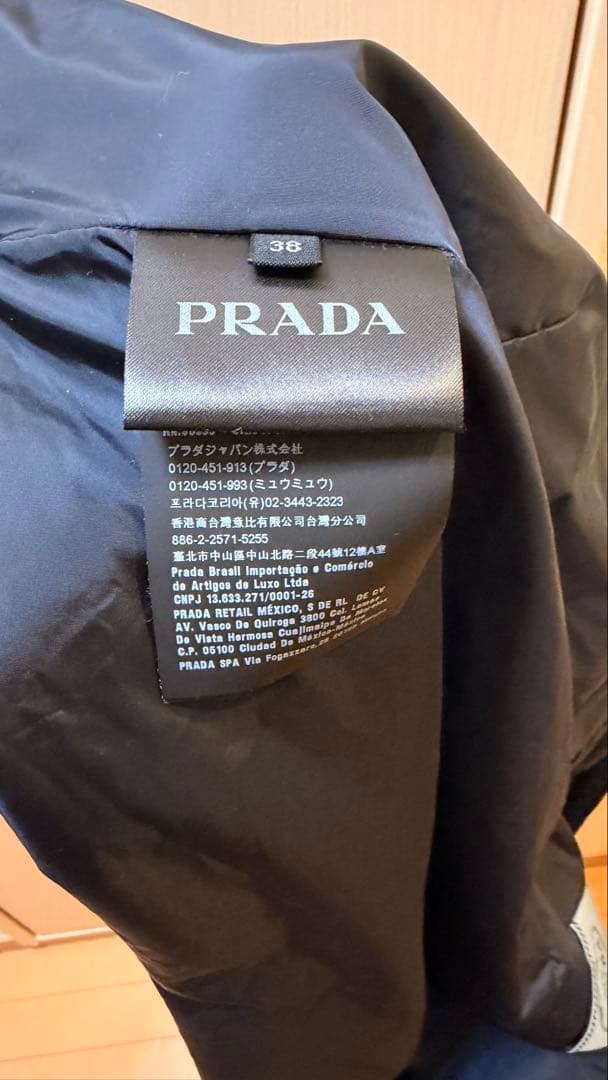 38
PRADA
プラダジャパン株式会社
0120-451-913(プラダ)
0120-451-993(ミュウミュウ)
프라다코리아(유)02-3443-2323
香港商台灣壹比有限公司台灣分公司
886-2-2571-5255
臺北市中山區中山北路二段44號12樓A室
Prada Brasil Importação e Comércio
de Artigos de Luxo Ltda
CNPJ 13.633.271/0001-26
PRADA RETAIL MÉXICO, S DE RL DE CV
AV. Vasco De Quiroga 3800 Col. Lomas
De Vista Hermosa Cuajimalpa De Morelos
C.P. 05100 Ciudad De México-México
PRADA SPA Via Fogazzaro,28 20135